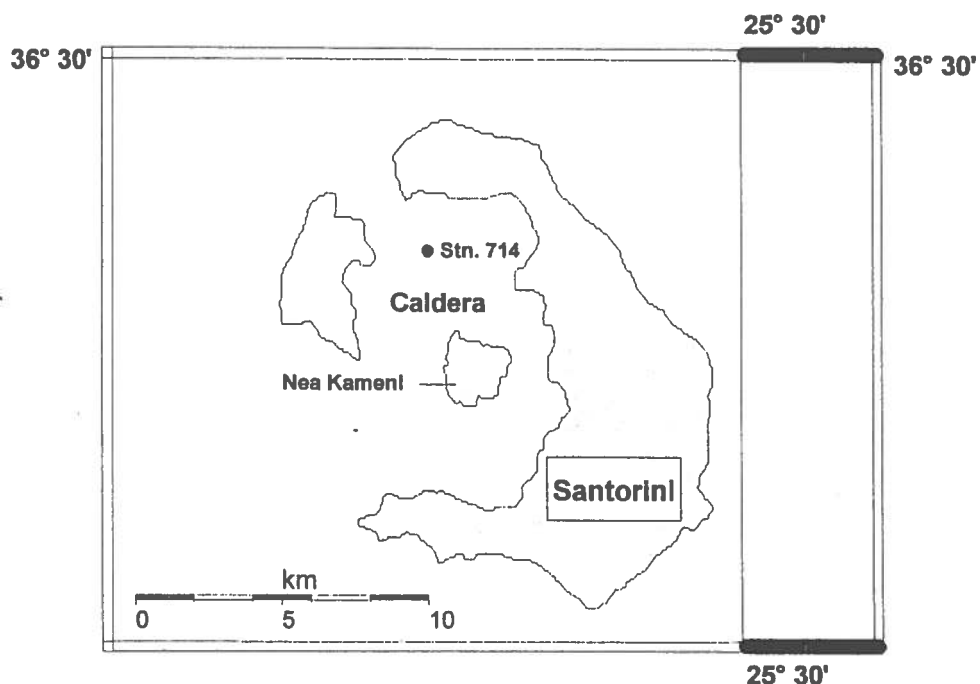 25° 30'
36° 30'
36° 30'
Stn. 714
Caldera
Nea Kameni
Santorini
km
0 5 10
25° 30'